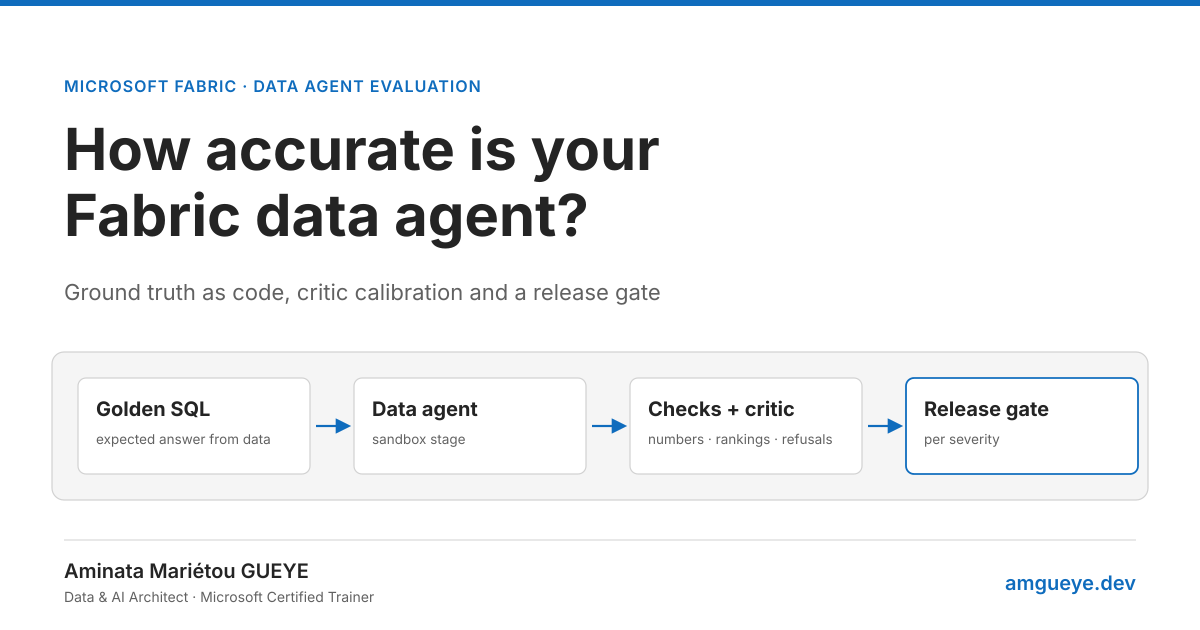 MICROSOFT FABRIC · DATA AGENT EVALUATION
How accurate is your
Fabric data agent?
Ground truth as code, critic calibration and a release gate
Golden SQL
expected answer from data
Data agent
sandbox stage
Checks + critic
numbers · rankings · refusals
Release gate
per severity
Aminata Mariétou GUEYE
Data & AI Architect · Microsoft Certified Trainer
amgueye.dev